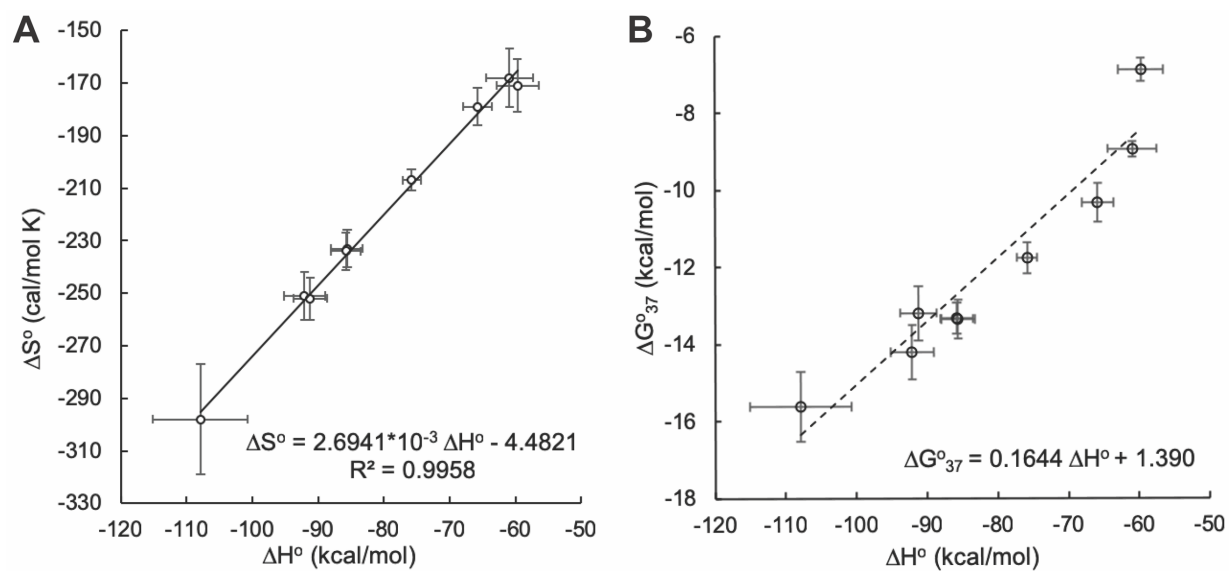 A
-150
-170
-190
-210
-230
-250
-270
-290
-310
-330
ΔSº (cal/mol K)
ΔSº = 2.6941*10⁻³ ΔHº - 4.4821
R² = 0.9958
-120 -110 -100 -90 -80 -70 -60 -50
ΔHº (kcal/mol)
B
-6
-8
-10
-12
-14
-16
-18
ΔGº₃₇ (kcal/mol)
ΔGº₃₇ = 0.1644 ΔHº + 1.390
-120 -110 -100 -90 -80 -70 -60 -50
ΔHº (kcal/mol)